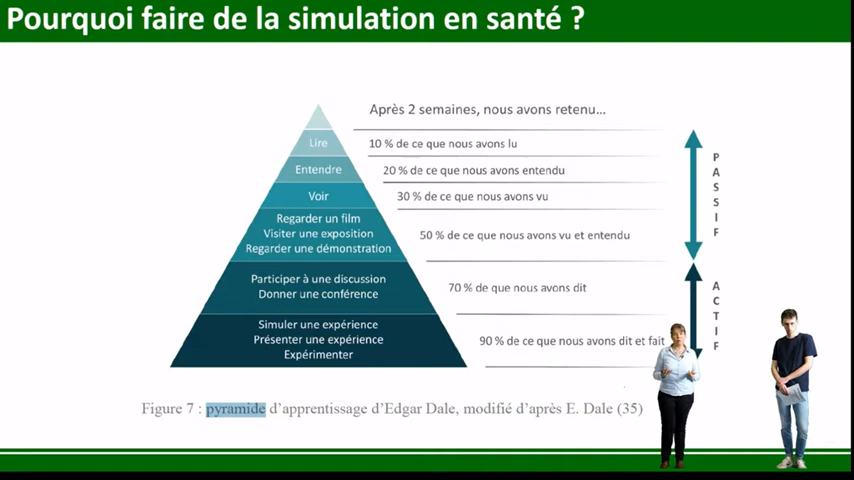 Pourquoi faire de la simulation en santé ?
Après 2 semaines, nous avons retenu...
Lire
10 % de ce que nous avons lu
Entendre
20 % de ce que nous avons entendu
Voir
30 % de ce que nous avons vu
Regarder un film
Visiter une exposition
Regarder une démonstration
50 % de ce que nous avons vu et entendu
PASSIF
Participer à une discussion
Donner une conférence
70 % de ce que nous avons dit
Simuler une expérience
Présenter une expérience
Expérimenter
90 % de ce que nous avons dit et fait
ACTIF
Figure 7 : pyramide d'apprentissage d'Edgar Dale, modifié d'après E. Dale (35)